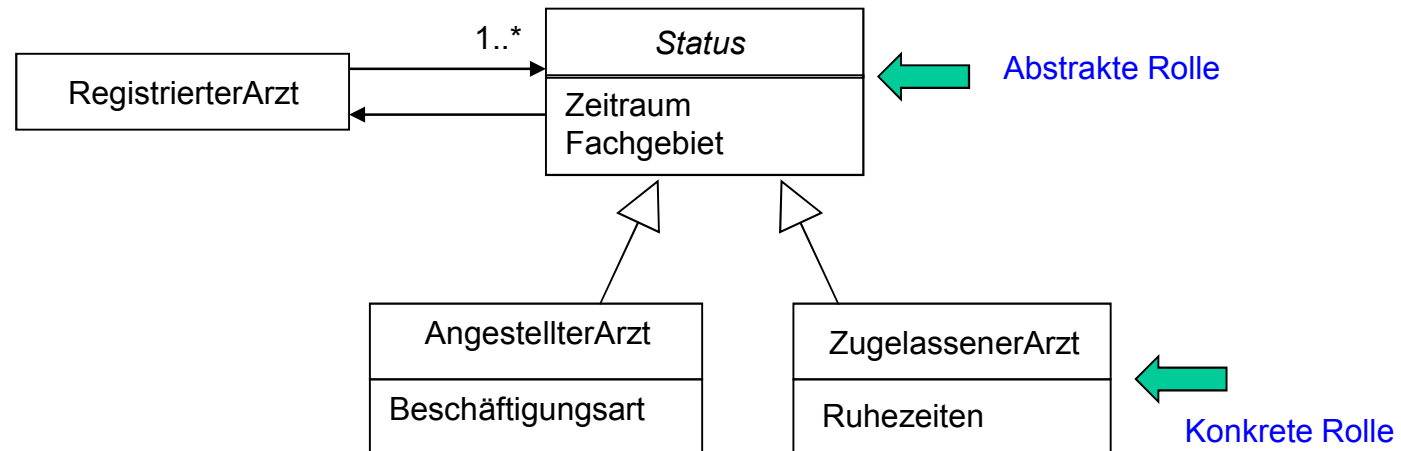 1..*
Status
Abstrakte Rolle
RegistrierterArzt
Zeitraum
Fachgebiet
AngestellterArzt
ZugelassenerArzt
Beschäftigungsart
Ruhezeiten
Konkrete Rolle